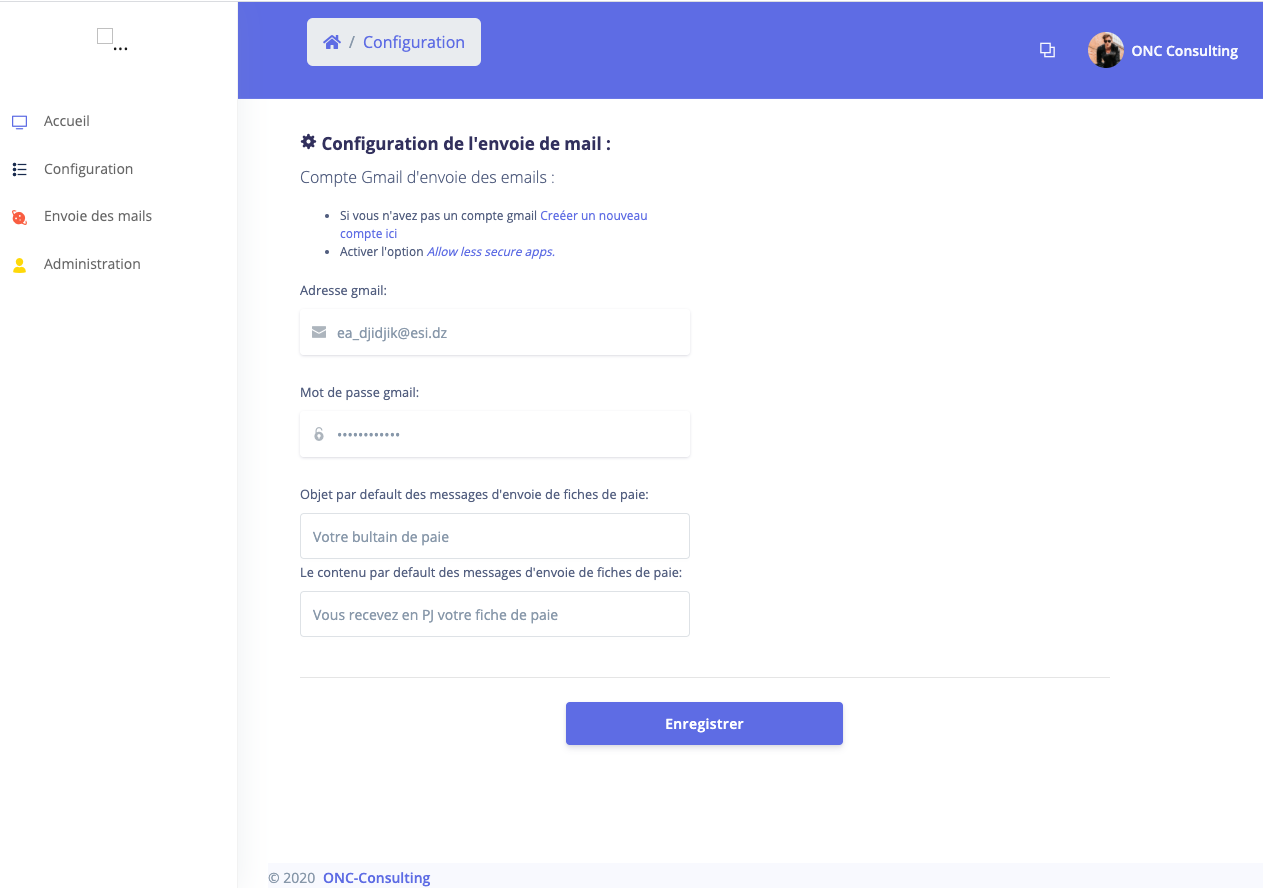 ...
/ Configuration
ONC Consulting
Accueil
Configuration
Envoie des mails
Administration
Configuration de l'envoie de mail :
Compte Gmail d'envoie des emails :
• Si vous n'avez pas un compte gmail Creéer un nouveau
compte ici
• Activer l'option Allow less secure apps.
Adresse gmail:
ea_djidjik@esi.dz
Mot de passe gmail:
••••••••••••
Objet par default des messages d'envoie de fiches de paie:
Votre bultain de paie
Le contenu par default des messages d'envoie de fiches de paie:
Vous recevez en PJ votre fiche de paie
Enregistrer
© 2020 ONC-Consulting